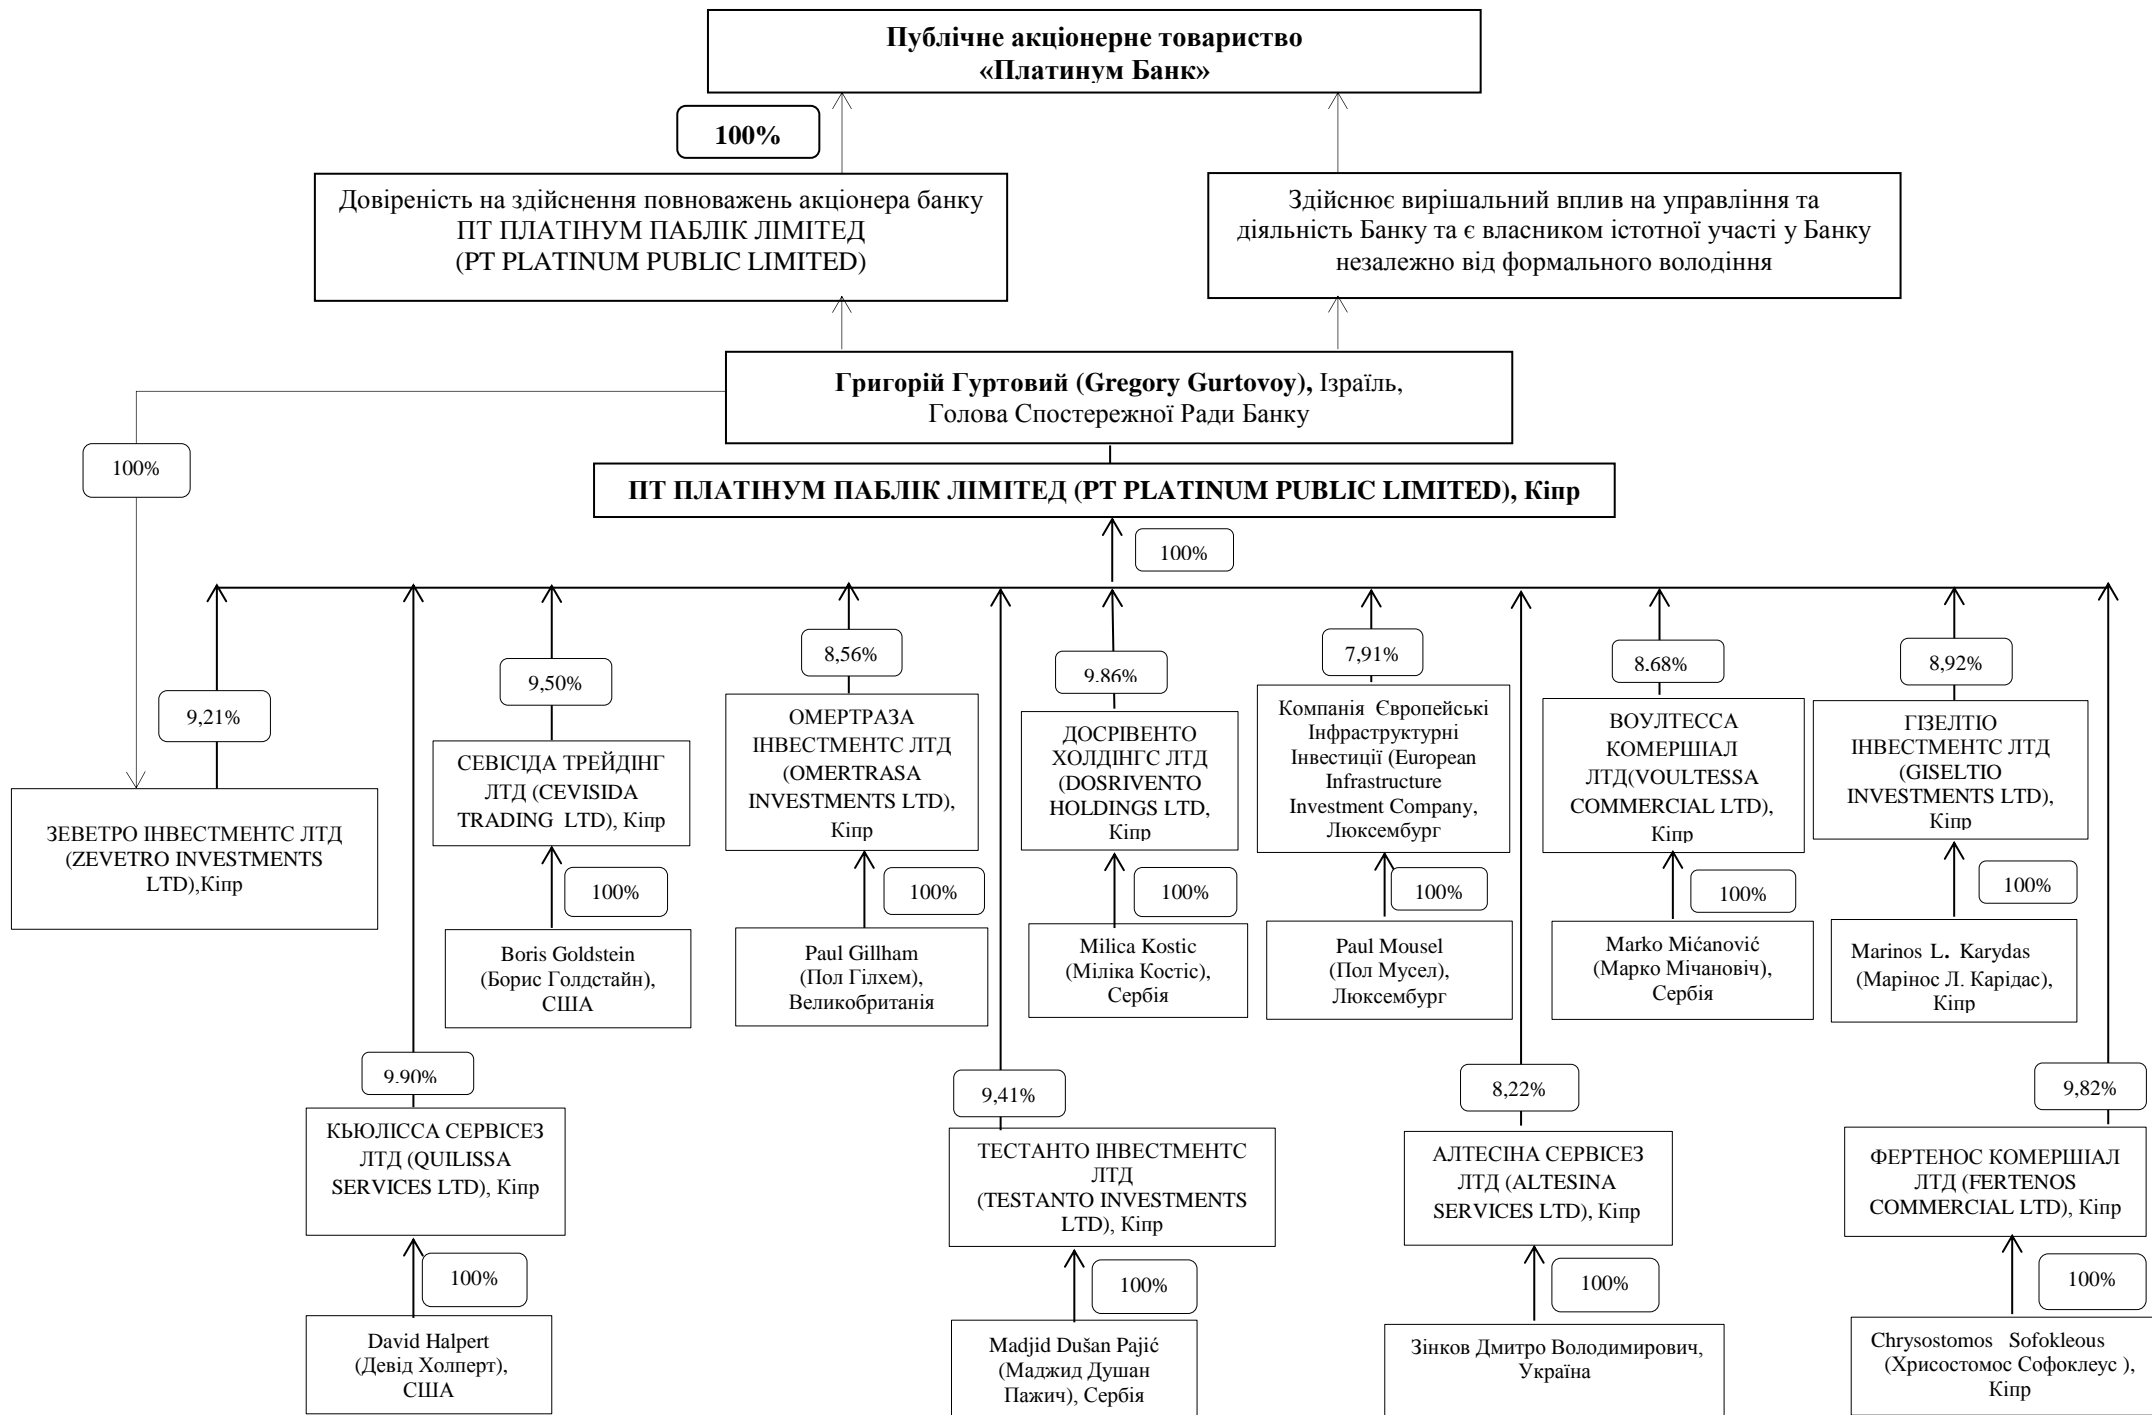 Публічне акціонерне товариство
«Платинум Банк»
100%
Довіреність на здійснення повноважень акціонера банку
ПТ ПЛАТІНУМ ПАБЛІК ЛІМІТЕД
(PT PLATINUM PUBLIC LIMITED)
Здійснює вирішальний вплив на управління та
діяльність Банку та є власником істотної участі у Банку
незалежно від формального володіння
Григорій Гуртовий (Gregory Gurtovoy), Ізраїль,
Голова Спостережної Ради Банку
100%
ПТ ПЛАТІНУМ ПАБЛІК ЛІМІТЕД (PT PLATINUM PUBLIC LIMITED), Кіпр
100%
9,21%
9,50%
8,56%
9,86%
7,91%
8,68%
8,92%
ЗЕВЕТРО ІНВЕСТМЕНТС ЛТД
(ZEVETRO INVESTMENTS
LTD),Кіпр
СЕВІСІДА ТРЕЙДІНГ
ЛТД (CEVISIDA
TRADING LTD), Кіпр
ОМЕРТРАЗА
ІНВЕСТМЕНТС ЛТД
(OMERTRASA
INVESTMENTS LTD),
Кіпр
ДОСРІВЕНТО
ХОЛДІНГС ЛТД
(DOSRIVENTO
HOLDINGS LTD,
Кіпр
Компанія Європейські
Інфраструктурні
Інвестиції (European
Infrastructure
Investment Company,
Люксембург
ВОУЛТЕССА
КОМЕРШІАЛ
ЛТД(VOULTESSA
COMMERCIAL LTD),
Кіпр
ГІЗЕЛТІО
ІНВЕСТМЕНТС ЛТД
(GISELTIO
INVESTMENTS LTD),
Кіпр
100%
100%
100%
100%
100%
100%
Boris Goldstein
(Борис Голдстайн),
США
Paul Gillham
(Пол Гілхем),
Великобританія
Milica Kostic
(Міліка Костіс),
Сербія
Paul Mousel
(Пол Мусел),
Люксембург
Marko Mićanović
(Марко Мічановіч),
Сербія
Marinos L. Karydas
(Марінос Л. Карідас),
Кіпр
9,90%
9,41%
8,22%
9,82%
КЬЮЛІССА СЕРВІСЕЗ
ЛТД (QUILISSA
SERVICES LTD), Кіпр
ТЕСТАНТО ІНВЕСТМЕНТС
ЛТД
(TESTANTO INVESTMENTS
LTD), Кіпр
АЛТЕСІНА СЕРВІСЕЗ
ЛТД (ALTESINA
SERVICES LTD), Кіпр
ФЕРТЕНОС КОМЕРШІАЛ
ЛТД (FERTENOS
COMMERCIAL LTD), Кіпр
100%
100%
100%
100%
David Halpert
(Девід Холперт),
США
Madjid Dušan Pajić
(Маджид Душан
Пажич), Сербія
Зінков Дмитро Володимирович,
Україна
Chrysostomos Sofokleous
(Хрисостомос Софоклеус ),
Кіпр